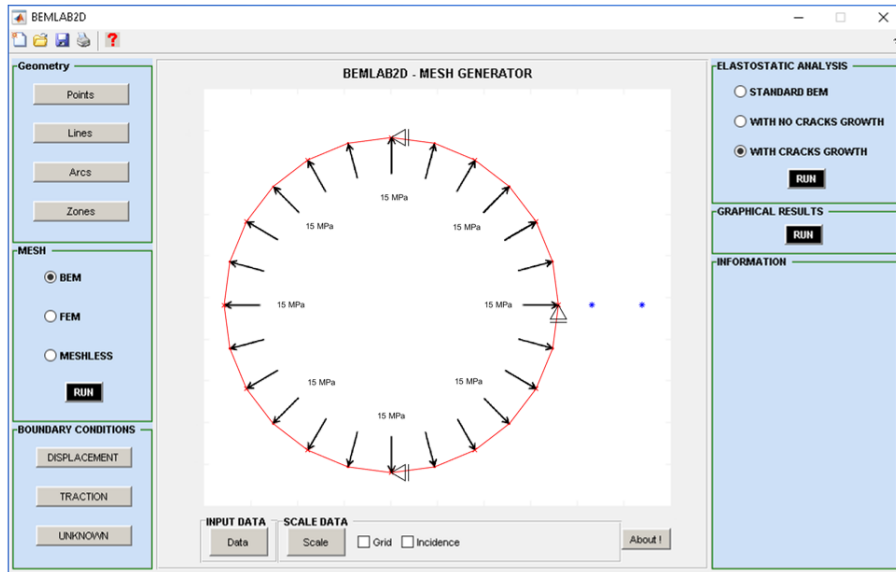 BEMLAB2D
Geometry
Points
Lines
Arcs
Zones
MESH
BEM
FEM
MESHLESS
RUN
BOUNDARY CONDITIONS
DISPLACEMENT
TRACTION
UNKNOWN
BEMLAB2D - MESH GENERATOR
15 MPa
15 MPa
15 MPa
15 MPa
15 MPa
15 MPa
15 MPa
15 MPa
INPUT DATA
Data
SCALE DATA
Scale
Grid
Incidence
About !
ELASTOSTATIC ANALYSIS
STANDARD BEM
WITH NO CRACKS GROWTH
WITH CRACKS GROWTH
RUN
GRAPHICAL RESULTS
RUN
INFORMATION